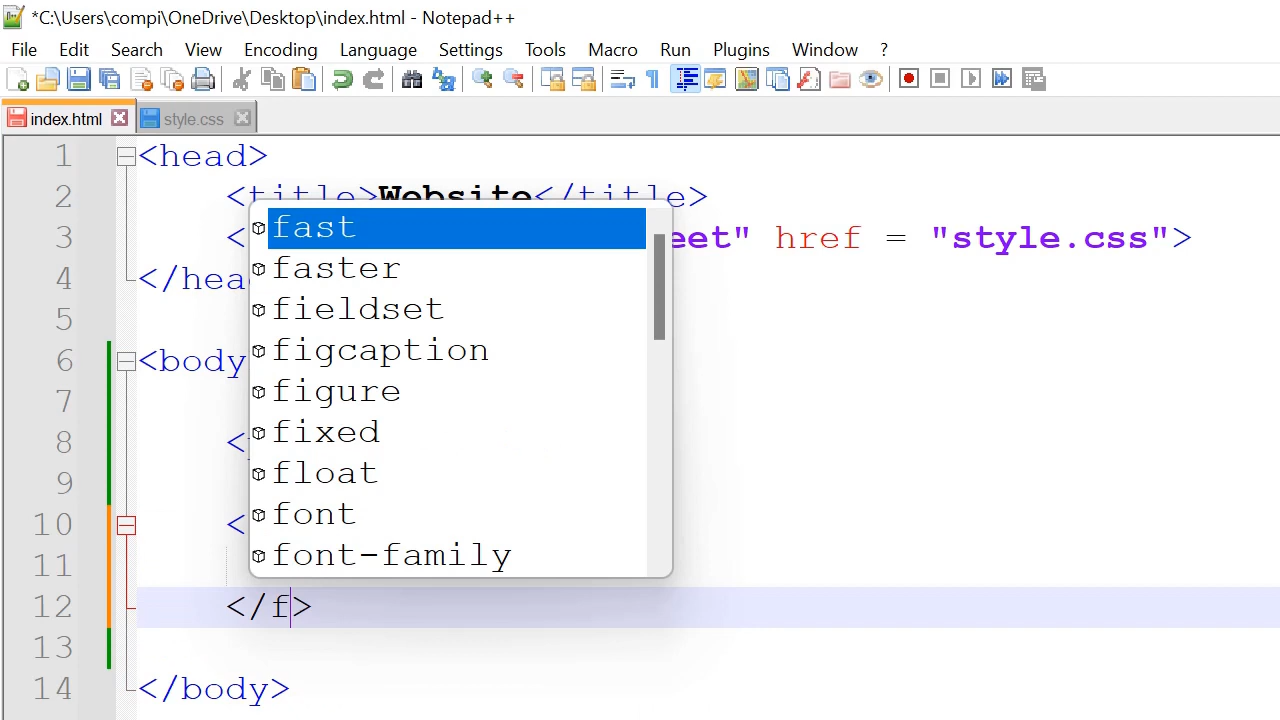 *C:\Users\compi\OneDrive\Desktop\index.html - Notepad++
File Edit Search View Encoding Language Settings Tools Macro Run Plugins Window ?
index.html style.css
1 <head>
2 <title>Website</title>
3 < eet" href = "style.css">
4 </hea
5
6 <body
7
8 <
9
10 <
11
12 </f>
13
14 </body>
fast
faster
fieldset
figcaption
figure
fixed
float
font
font-family